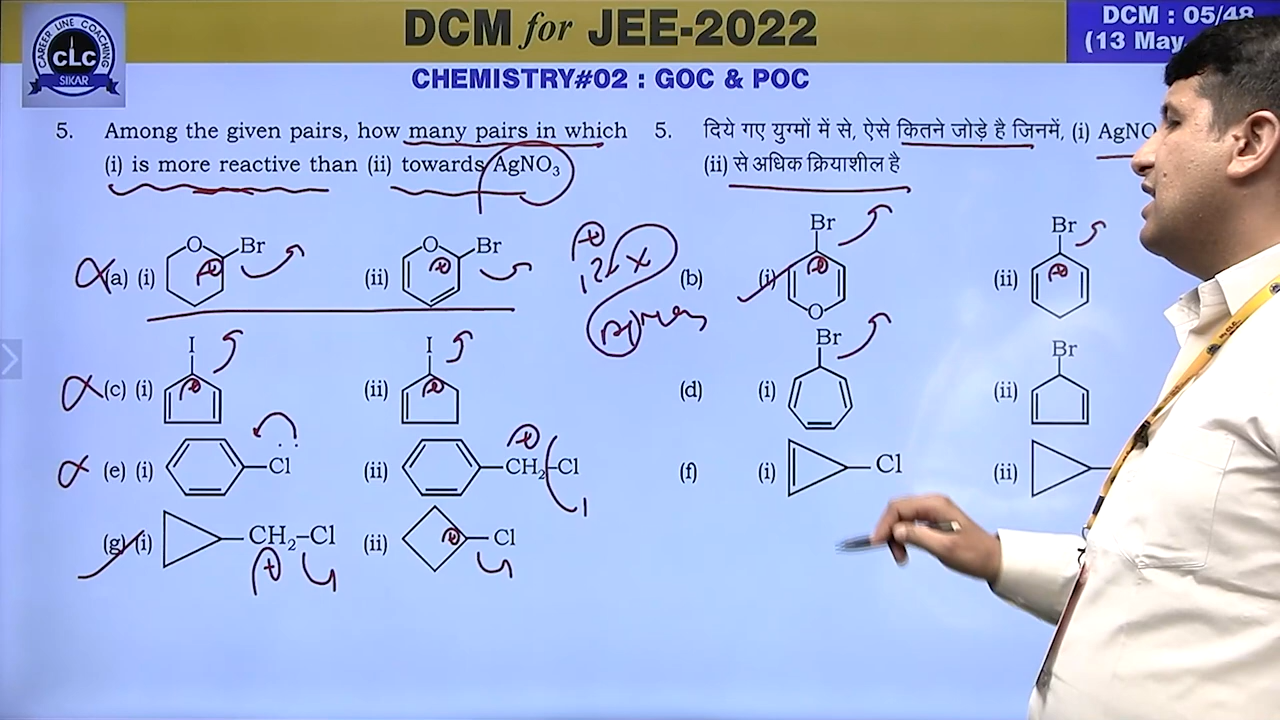 DCM for JEE-2022
DCM : 05/48
(13 May
CAREER LINE COACHING
CLC
SIKAR
CHEMISTRY#02 : GOC & POC
5. Among the given pairs, how many pairs in which
(i) is more reactive than (ii) towards AgNO₃
5. दिये गए युग्मों में से, ऐसे कितने जोड़े है जिनमें, (i) AgNO
(ii) से अधिक क्रियाशील है
(a) (i) O Br ⊕
(ii) O Br ⊕
(b) (i) Br ⊕ O
(ii) Br ⊕
(c) (i) I ⊕
(ii) I ⊕
(d) (i) Br
(ii) Br
(e) (i) Cl
(ii) CH₂–Cl ⊕
(f) (i) Cl
(ii)
(g) (i) CH₂–Cl ⊕
(ii) Cl ⊕